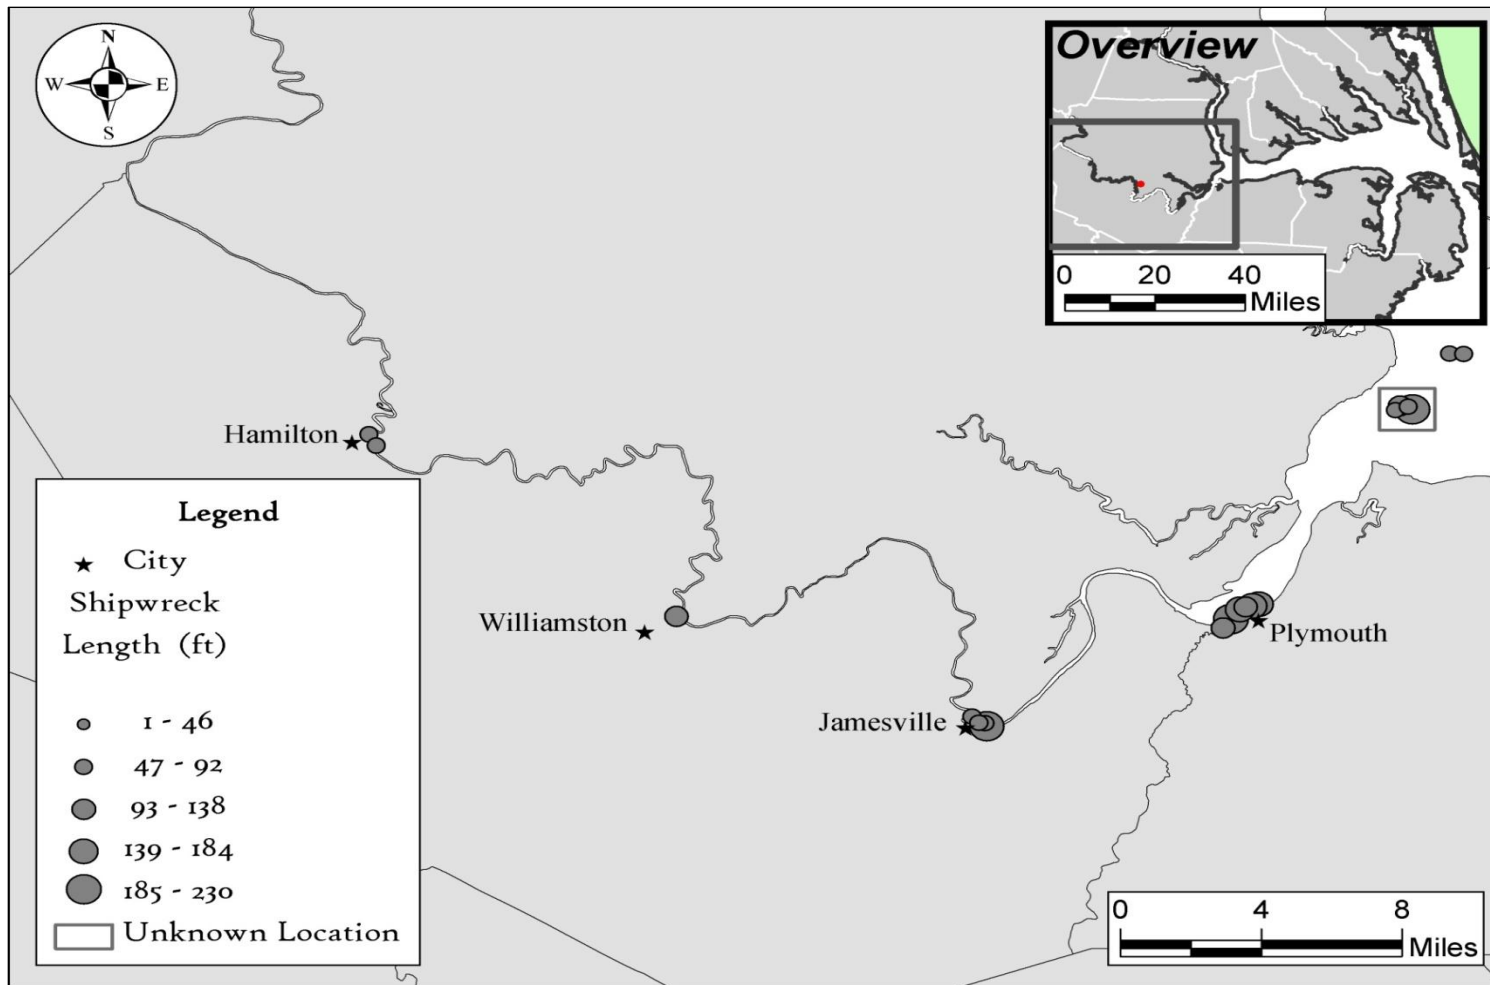 N
W E
S
Overview
0 20 40
Miles
Hamilton
Williamston
Jamesville
Plymouth
Legend
City
Shipwreck
Length (ft)
1 - 46
47 - 92
93 - 138
139 - 184
185 - 230
Unknown Location
0 4 8
Miles